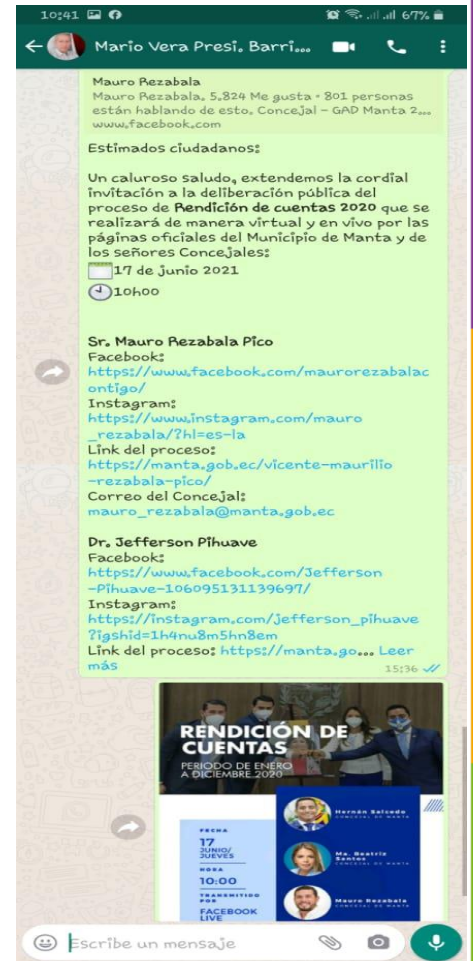 10:41 67%
Mario Vera Presi. Barri...
Mauro Rezabala
Mauro Rezabala, 5,824 Me gusta · 801 personas
están hablando de esto. Concejal – GAD Manta 2...
www.facebook.com
Estimados ciudadanos:
Un caluroso saludo, extendemos la cordial
invitación a la deliberación pública del
proceso de Rendición de cuentas 2020 que se
realizará de manera virtual y en vivo por las
páginas oficiales del Municipio de Manta y de
los señores Concejales:
17 de junio 2021
10h00
Sr. Mauro Rezabala Pico
Facebook:
https://www.facebook.com/maurorezabalac
ontigo/
Instagram:
https://www.instagram.com/mauro
_rezabala/?hl=es-la
Link del proceso:
https://manta.gob.ec/vicente-maurilio
-rezabala-pico/
Correo del Concejal:
mauro_rezabala@manta.gob.ec
Dr. Jefferson Pihuave
Facebook:
https://www.facebook.com/Jefferson
-Pihuave-106095131139697/
Instagram:
https://instagram.com/jefferson_pihuave
?igshid=1h4nu8m5hn8em
Link del proceso: https://manta.go... Leer
más 15:36
RENDICIÓN DE
CUENTAS
PERIODO DE ENERO
A DICIEMBRE 2020
FECHA
17
JUNIO/
JUEVES
HORA
10:00
TRANSMITIDO
POR
FACEBOOK
LIVE
Hernán Salcedo
CONCEJAL DE MANTA
Ma. Beatriz
Santos
CONCEJAL DE MANTA
Mauro Rezabala
CONCEJAL DE MANTA
Escribe un mensaje